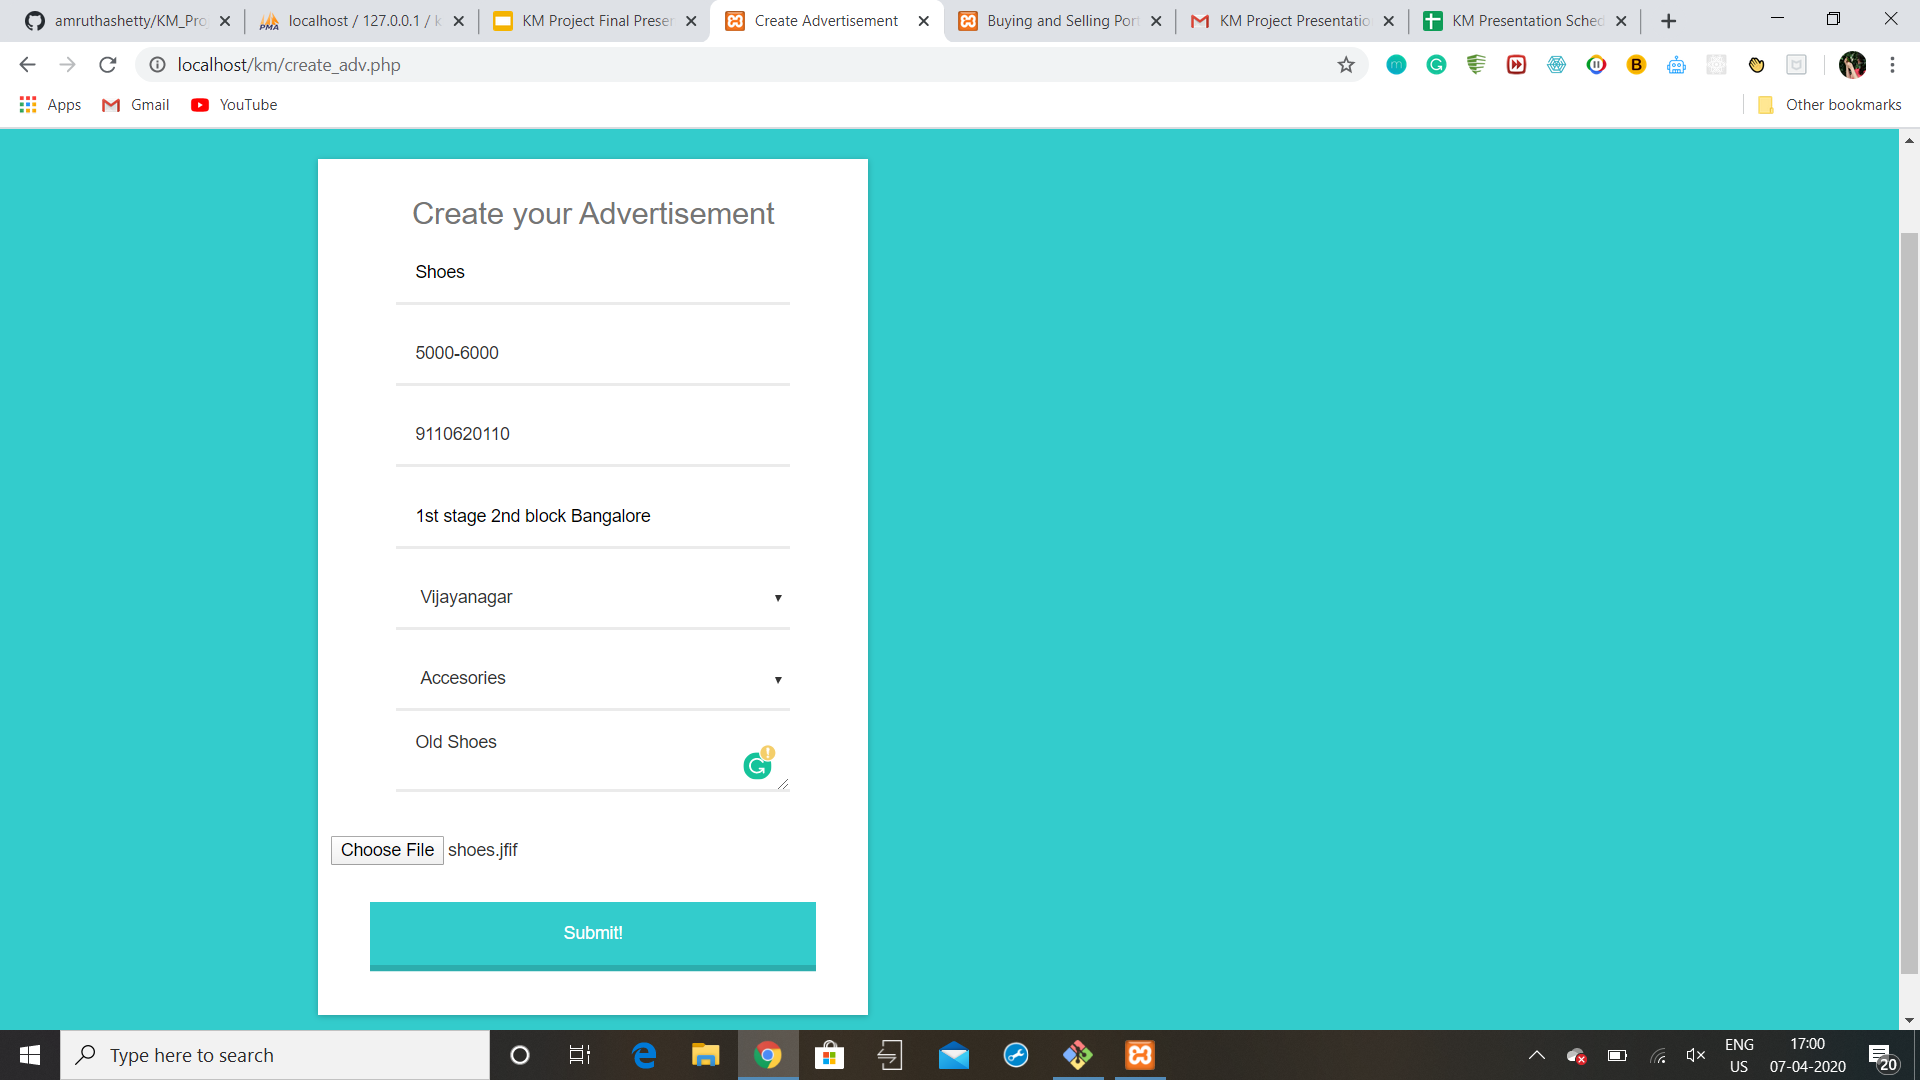 amruthashetty/KM_Pro
localhost / 127.0.0.1 / k
KM Project Final Presen
Create Advertisement
Buying and Selling Port
KM Project Presentatio
KM Presentation Sched
localhost/km/create_adv.php
Apps
Gmail
YouTube
Other bookmarks
Create your Advertisement
Shoes
5000-6000
9110620110
1st stage 2nd block Bangalore
Vijayanagar
Accesories
Old Shoes
Choose File shoes.jfif
Submit!
Type here to search
ENG
US
17:00
07-04-2020
20